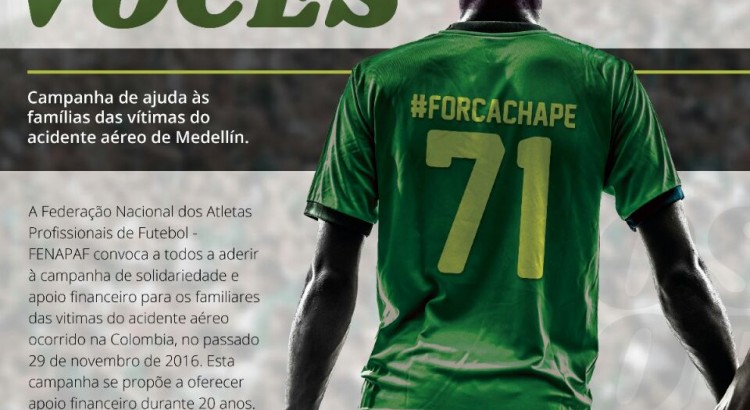 VOCÊS
Campanha de ajuda às
famílias das vítimas do
acidente aéreo de Medellín.
#FORCACHAPE
71
A Federação Nacional dos Atletas
Profissionais de Futebol -
FENAPAF convoca a todos a aderir
à campanha de solidariedade e
apoio financeiro para os familiares
das vitimas do acidente aéreo
ocorrido na Colombia, no passado
29 de novembro de 2016. Esta
campanha se propõe a oferecer
apoio financeiro durante 20 anos.